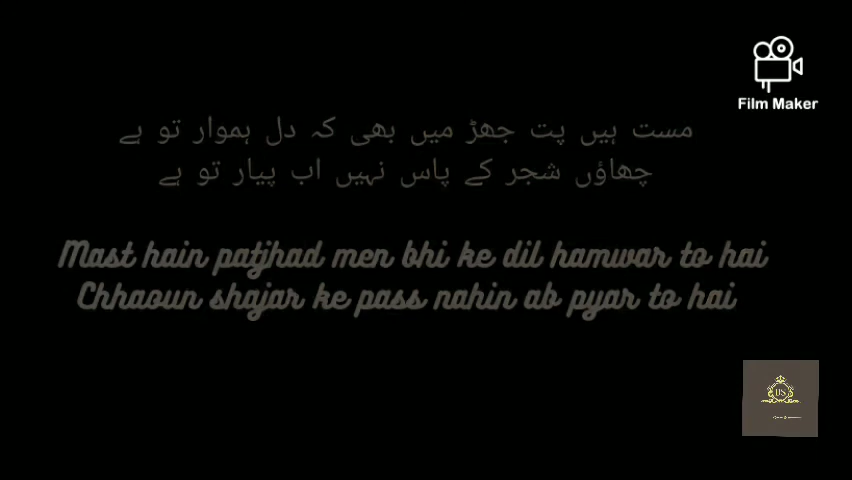 Film Maker
مست ہیں پت جھڑ میں بھی کہ دل ہموار تو ہے
چھاؤں شجر کے پاس نہیں اب پیار تو ہے
Mast hain patjhad men bhi ke dil hamwar to hai
Chhaoun shajar ke pass nahin ab pyar to hai